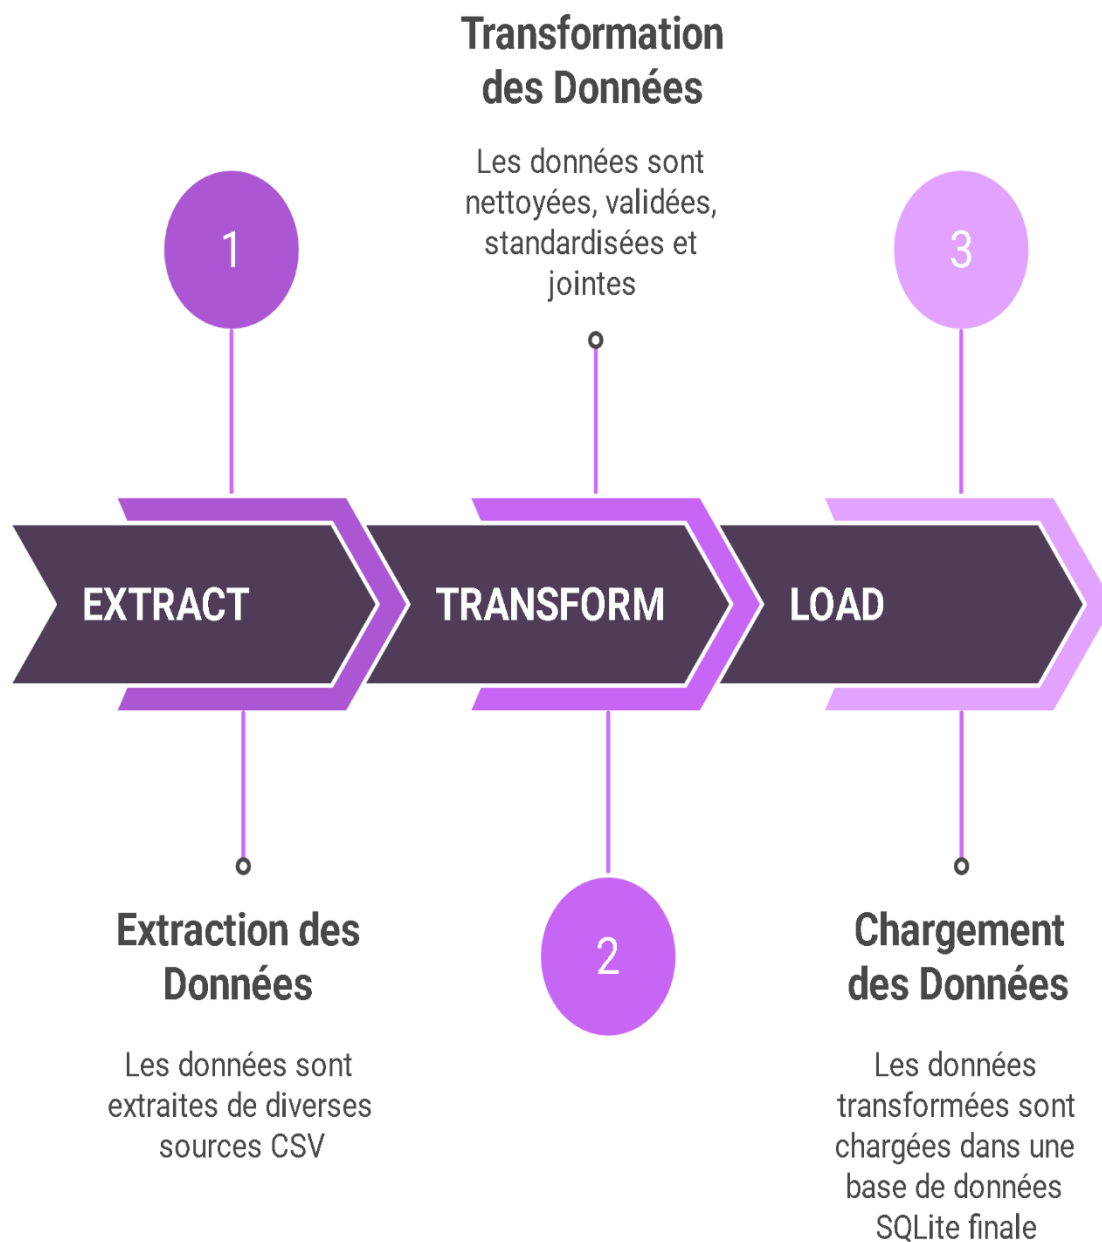 Transformation
des Données
Les données sont
nettoyées, validées,
standardisées et
jointes
1
3
EXTRACT
TRANSFORM
LOAD
Extraction des
Données
Les données sont
extraites de diverses
sources CSV
2
Chargement
des Données
Les données
transformées sont
chargées dans une
base de données
SQLite finale